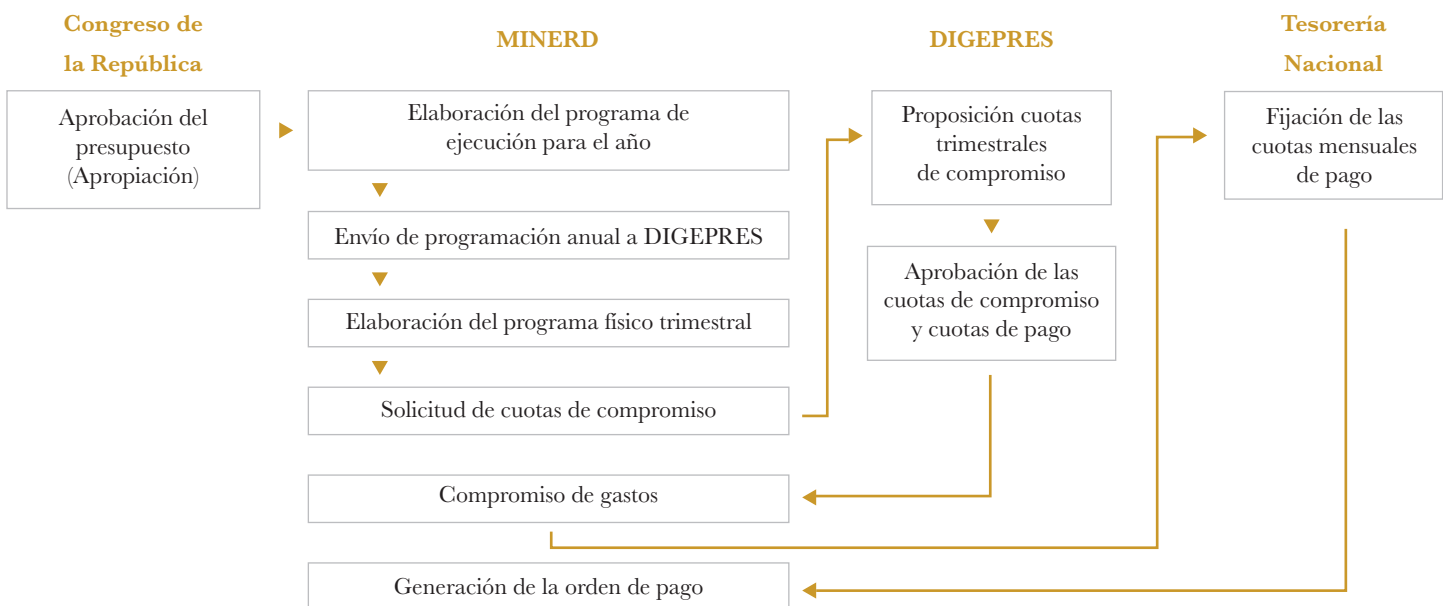 Congreso de
la República
MINERD
DIGEPRES
Tesorería
Nacional
Aprobación del
presupuesto
(Apropiación)
Elaboración del programa de
ejecución para el año
Envío de programación anual a DIGEPRES
Elaboración del programa físico trimestral
Solicitud de cuotas de compromiso
Compromiso de gastos
Generación de la orden de pago
Proposición cuotas
trimestrales
de compromiso
Aprobación de las
cuotas de compromiso
y cuotas de pago
Fijación de las
cuotas mensuales
de pago